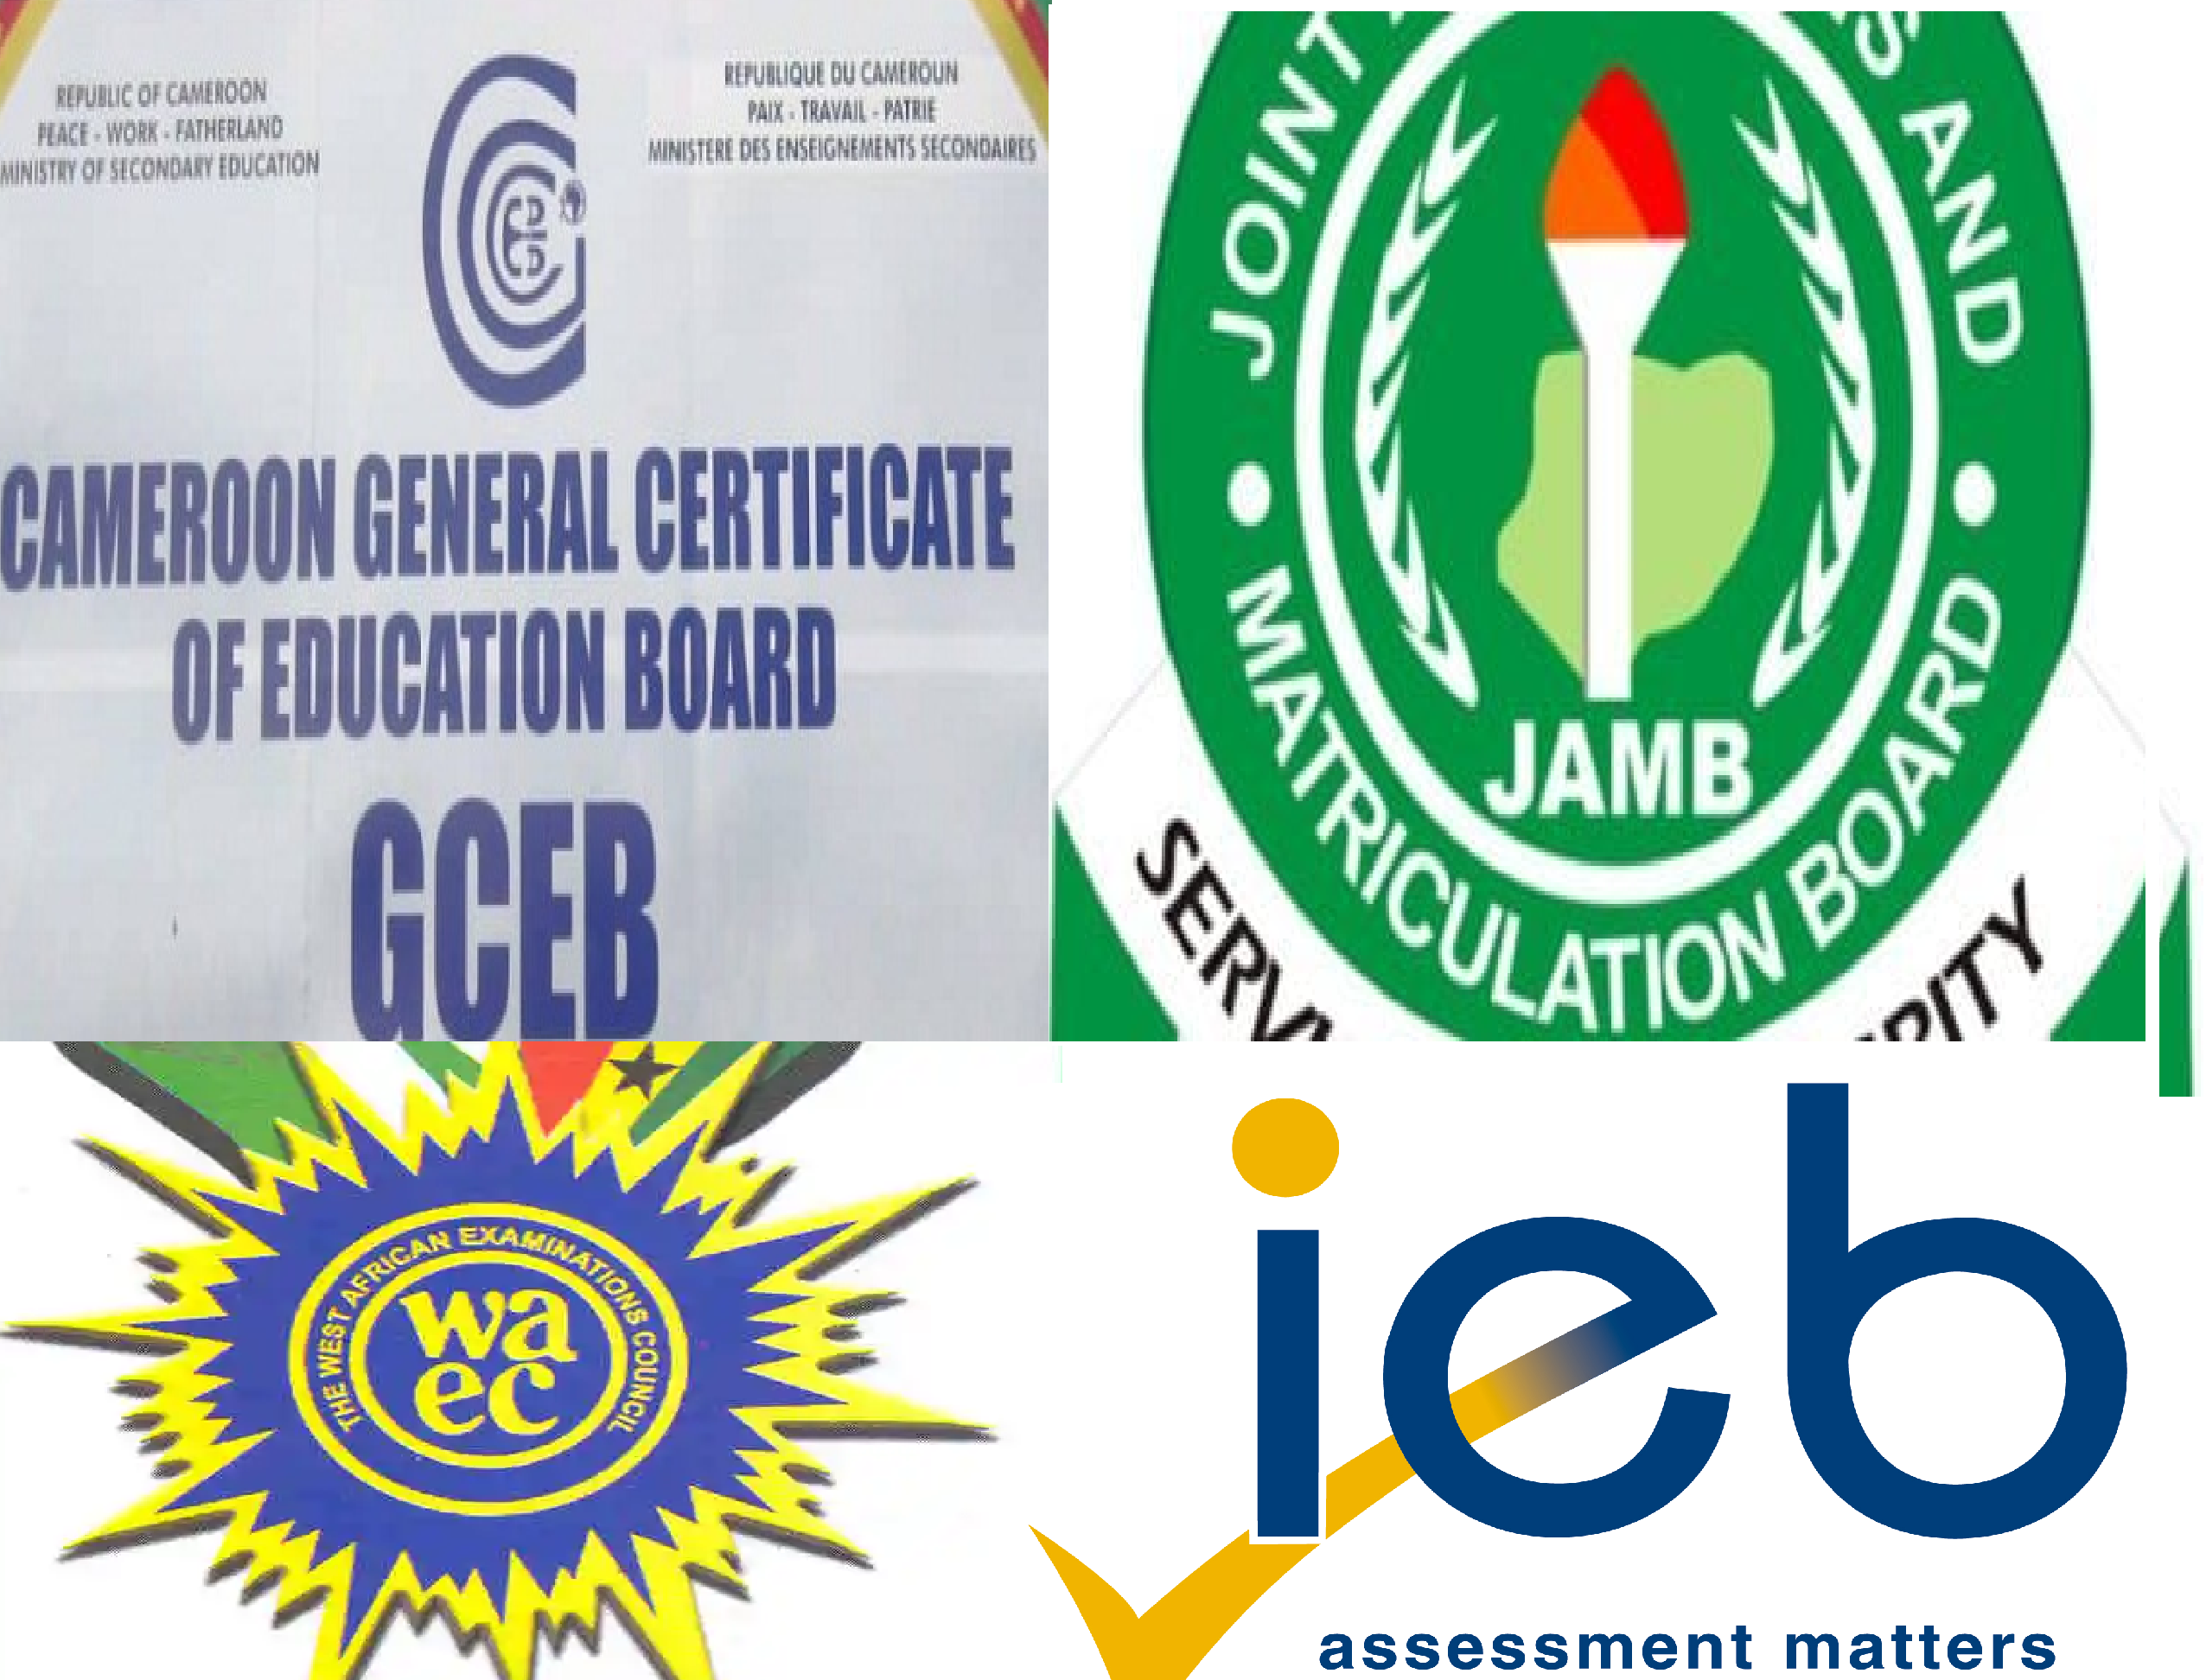 REPUBLIC OF CAMEROON
PEACE - WORK - FATHERLAND
MINISTRY OF SECONDARY EDUCATION
REPUBLIQUE DU CAMEROUN
PAIX - TRAVAIL - PATRIE
MINISTERE DES ENSEIGNEMENTS SECONDAIRES
CAMEROON GENERAL CERTIFICATE
OF EDUCATION BOARD
GCEB
JOINT
S AND
MATRICULATION BOARD
JAMB
SERV
RITY
THE WEST AFRICAN EXAMINATIONS COUNCIL
wa
ec
ieb
assessment matters